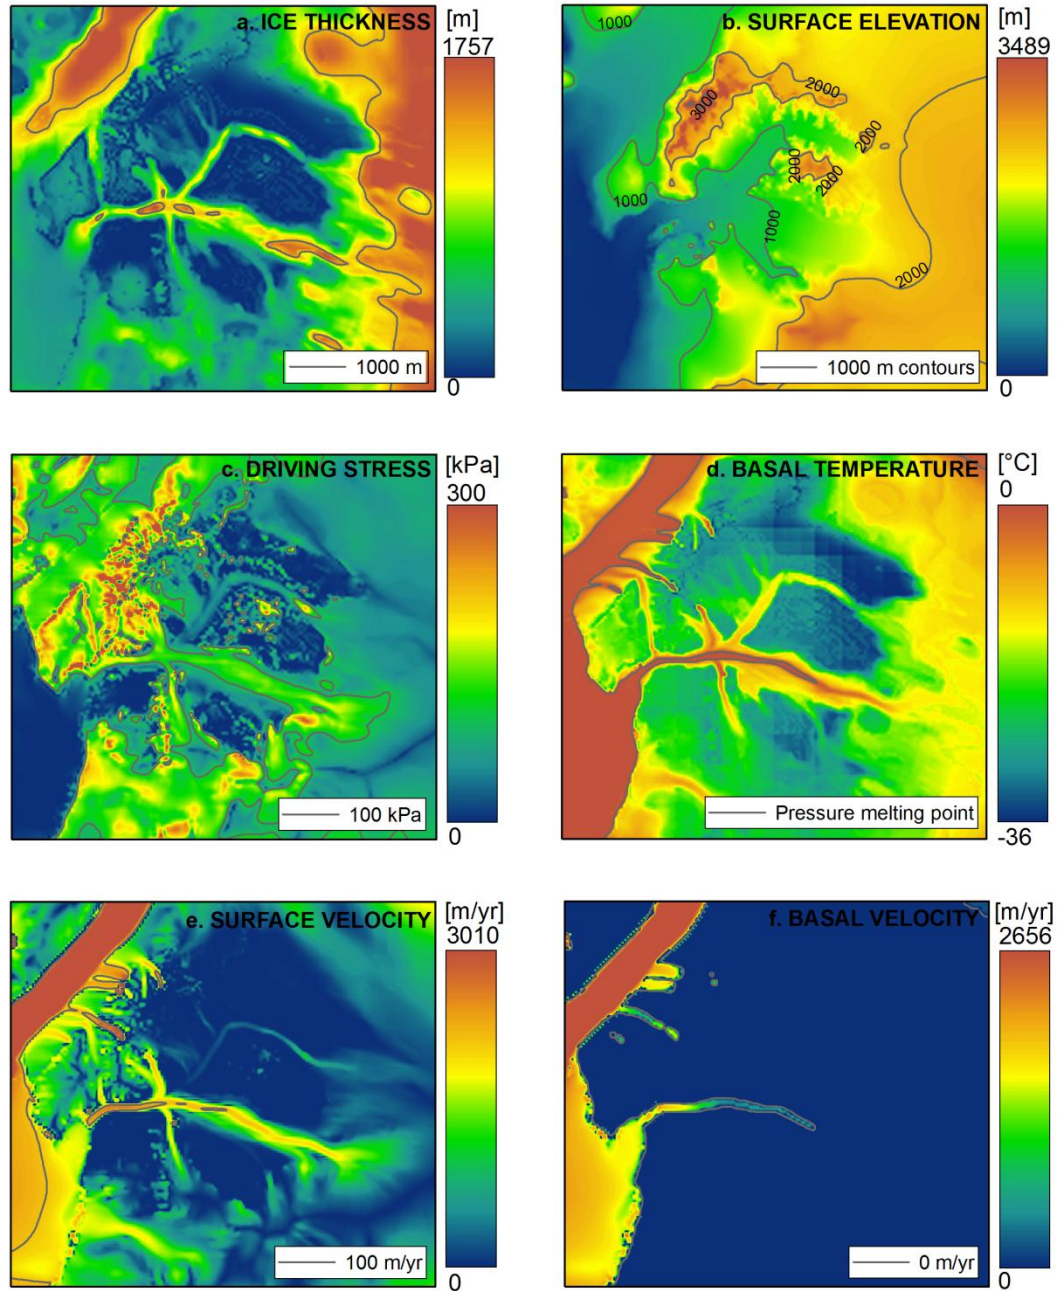 a. ICE THICKNESS
[m]
1757
0
1000 m
b. SURFACE ELEVATION
[m]
3489
0
1000
2000
3000
2000
2000
2000
1000
1000
2000
1000 m contours
c. DRIVING STRESS
[kPa]
300
0
100 kPa
d. BASAL TEMPERATURE
[°C]
0
-36
Pressure melting point
e. SURFACE VELOCITY
[m/yr]
3010
0
100 m/yr
f. BASAL VELOCITY
[m/yr]
2656
0
0 m/yr